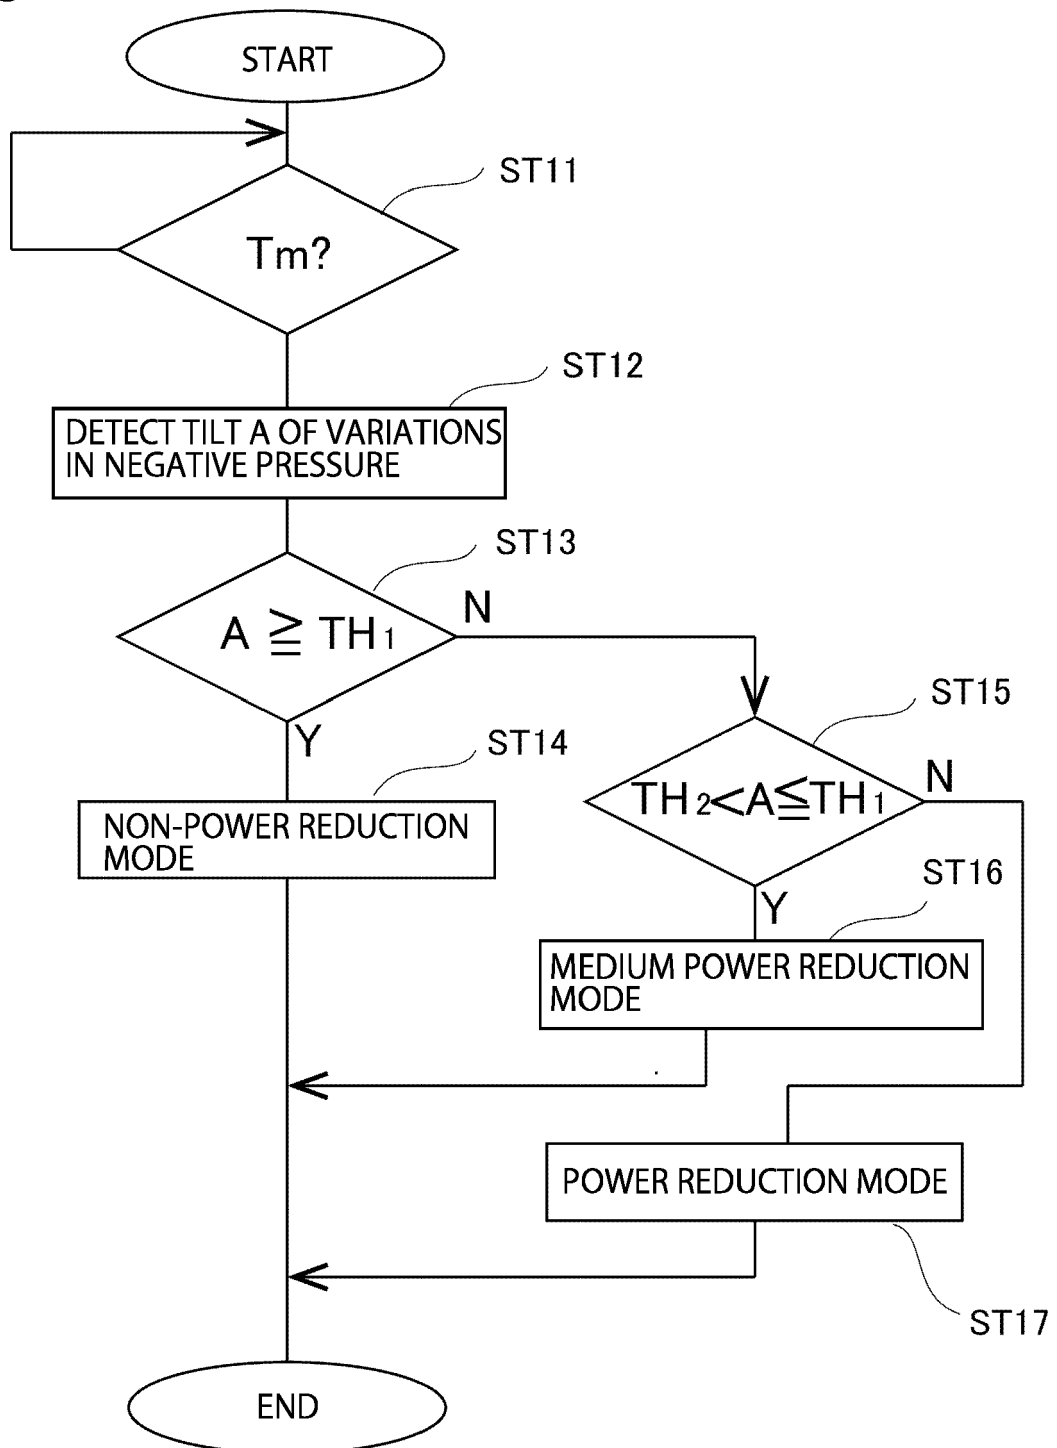 START
ST11
Tm?
ST12
DETECT TILT A OF VARIATIONS
IN NEGATIVE PRESSURE
ST13
A ≧ TH1
N
Y
ST14
NON-POWER REDUCTION
MODE
ST15
TH2<A≦TH1
N
Y
ST16
MEDIUM POWER REDUCTION
MODE
POWER REDUCTION MODE
ST17
END